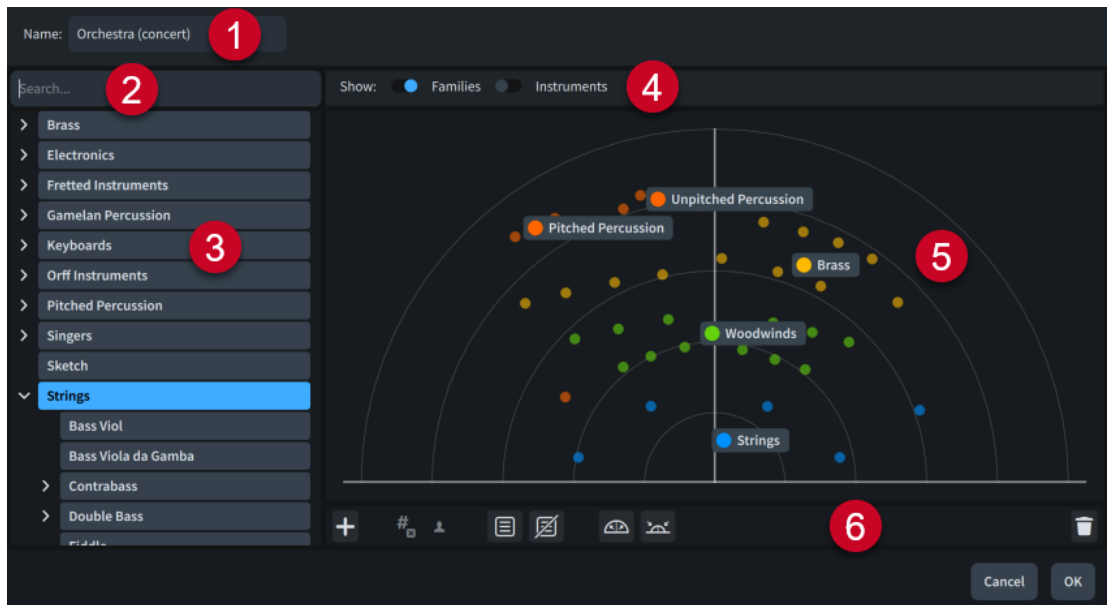 Name: Orchestra (concert) 1
Search... 2
Show: Families Instruments 4
Brass
Electronics
Fretted Instruments
Gamelan Percussion
Keyboards
3
Orff Instruments
Pitched Percussion
Singers
Sketch
Strings
Bass Viol
Bass Viola da Gamba
Contrabass
Double Bass
Fiddle
Unpitched Percussion
Pitched Percussion
5
Brass
Woodwinds
Strings
#
6
Cancel OK